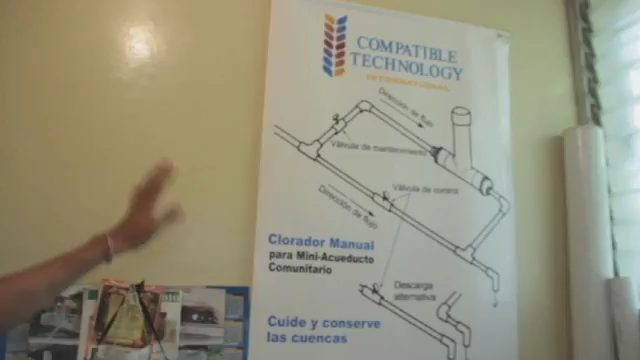 COMPATIBLE
TECHNOLOGY
INTERNATIONAL
Dirección de flujo
Válvula de mantenimiento
Válvula de control
Dirección de flujo
Clorador Manual
para Mini-Acueducto
Comunitario
Descarga
alternativa
Cuide y conserve
las cuencas